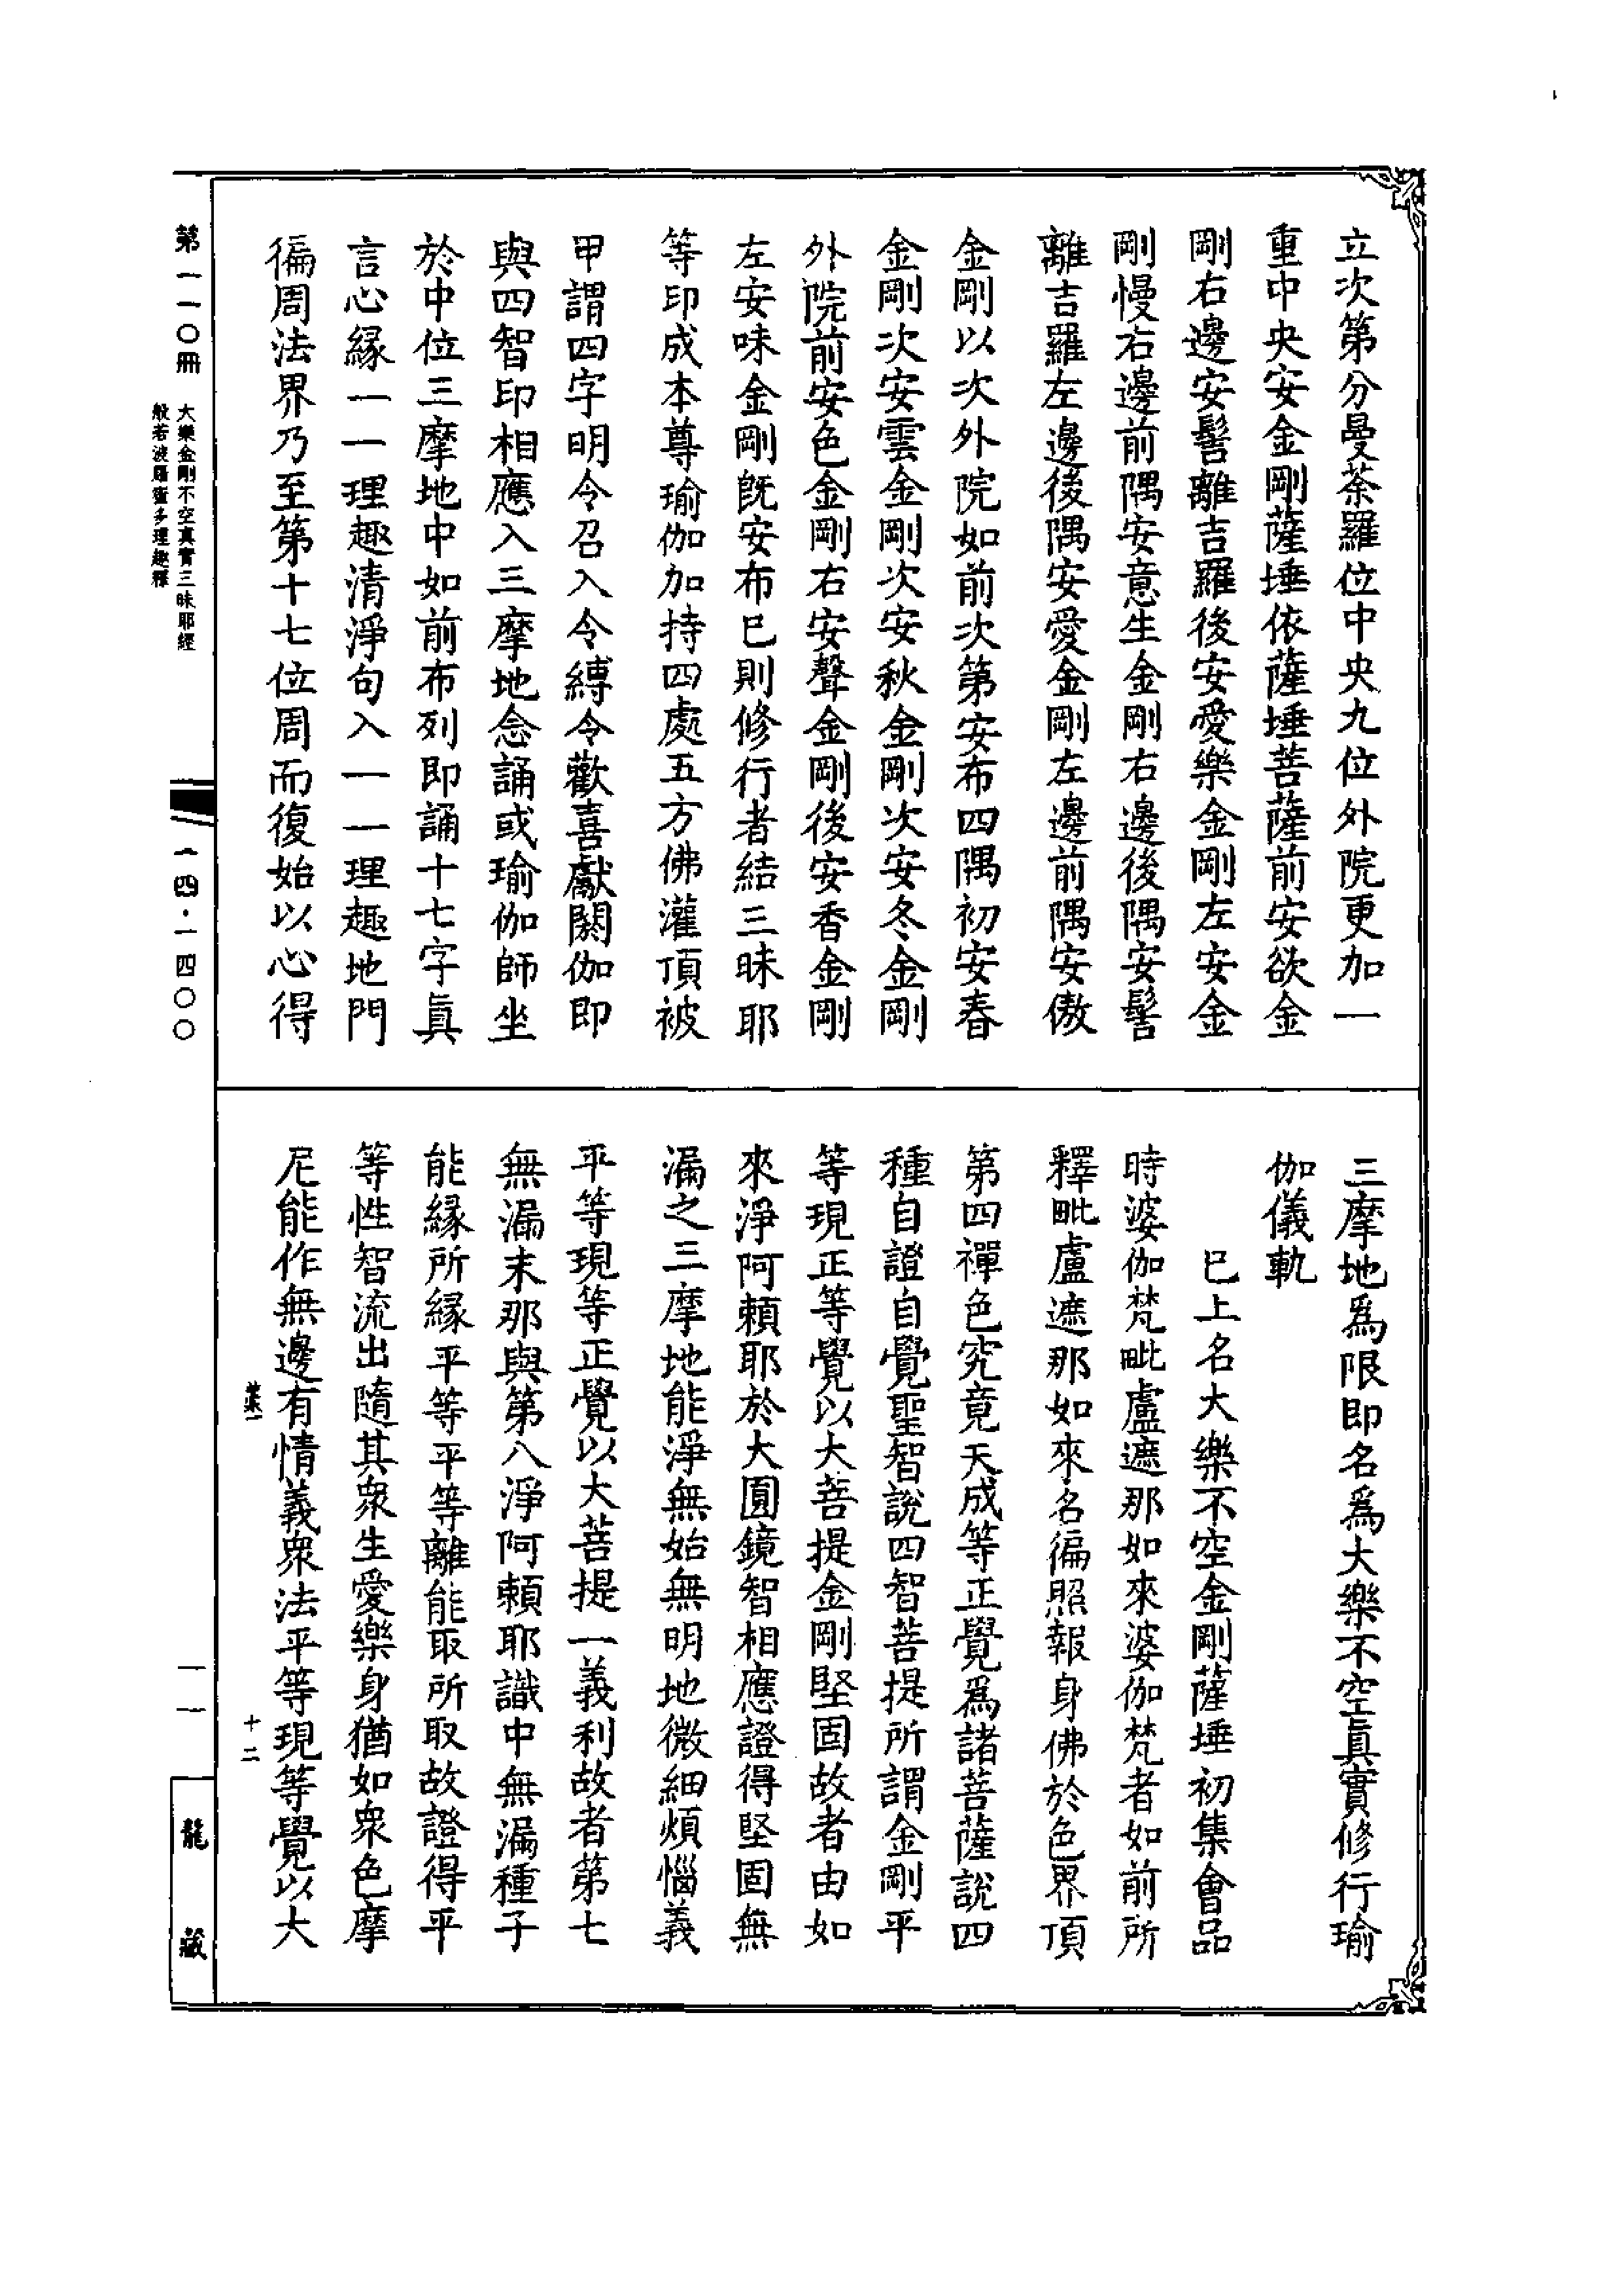 立次第分曼荼羅位中央九位外院更加一
重中央安金剛薩埵依薩埵菩薩前安欲金
剛右邊安髻離吉羅後安愛樂金剛左安金
剛慢右邊前隅安意生金剛右邊後隅安髻
離吉羅左邊後隅安愛金剛左邊前隅安傲
金剛以次外院如前次第安布四隅初安春
金剛次安雲金剛次安秋金剛次安冬金剛
外院前安色金剛右安聲金剛後安香金剛
左安味金剛既安布已則修行者結三昧耶
等印成本尊瑜伽加持四處五方佛灌頂被
甲謂四字明令召入令縛令歡喜獻閼伽即
與四智印相應入三摩地念誦或瑜伽師坐
於中位三摩地中如前布列即誦十七字眞
言心縁一一理趣清淨句入一一理趣地門
徧周法界乃至第十七位周而復始以心得
三摩地爲限即名爲大樂不空眞實修行瑜
伽儀軌
已上名大樂不空金剛薩埵初集會品
時婆伽梵毗盧遮那如來婆伽梵者如前所
釋毗盧遮那如來名徧照報身佛於色界頂
第四禪色究竟天成等正覺爲諸菩薩說四
種自證自覺聖智說四智菩提所謂金剛平
等現正等覺以大菩提金剛堅固故者由如
來淨阿賴耶於大圓鏡智相應證得堅固無
漏之三摩地能淨無始無明地微細煩惱義
平等現等正覺以大菩提一義利故者第七
無漏末那與第八淨阿賴耶識中無漏種子
能縁所縁平等平等離能取所取故證得平
等性智流出隨其衆生愛樂身猶如衆色摩
尼能作無邊有情義衆法平等現等覺以大
十二
第一一〇冊
大樂金剛不空真實三昧耶經
般若波羅蜜多理趣釋
一四·一四〇〇
一一
龍藏